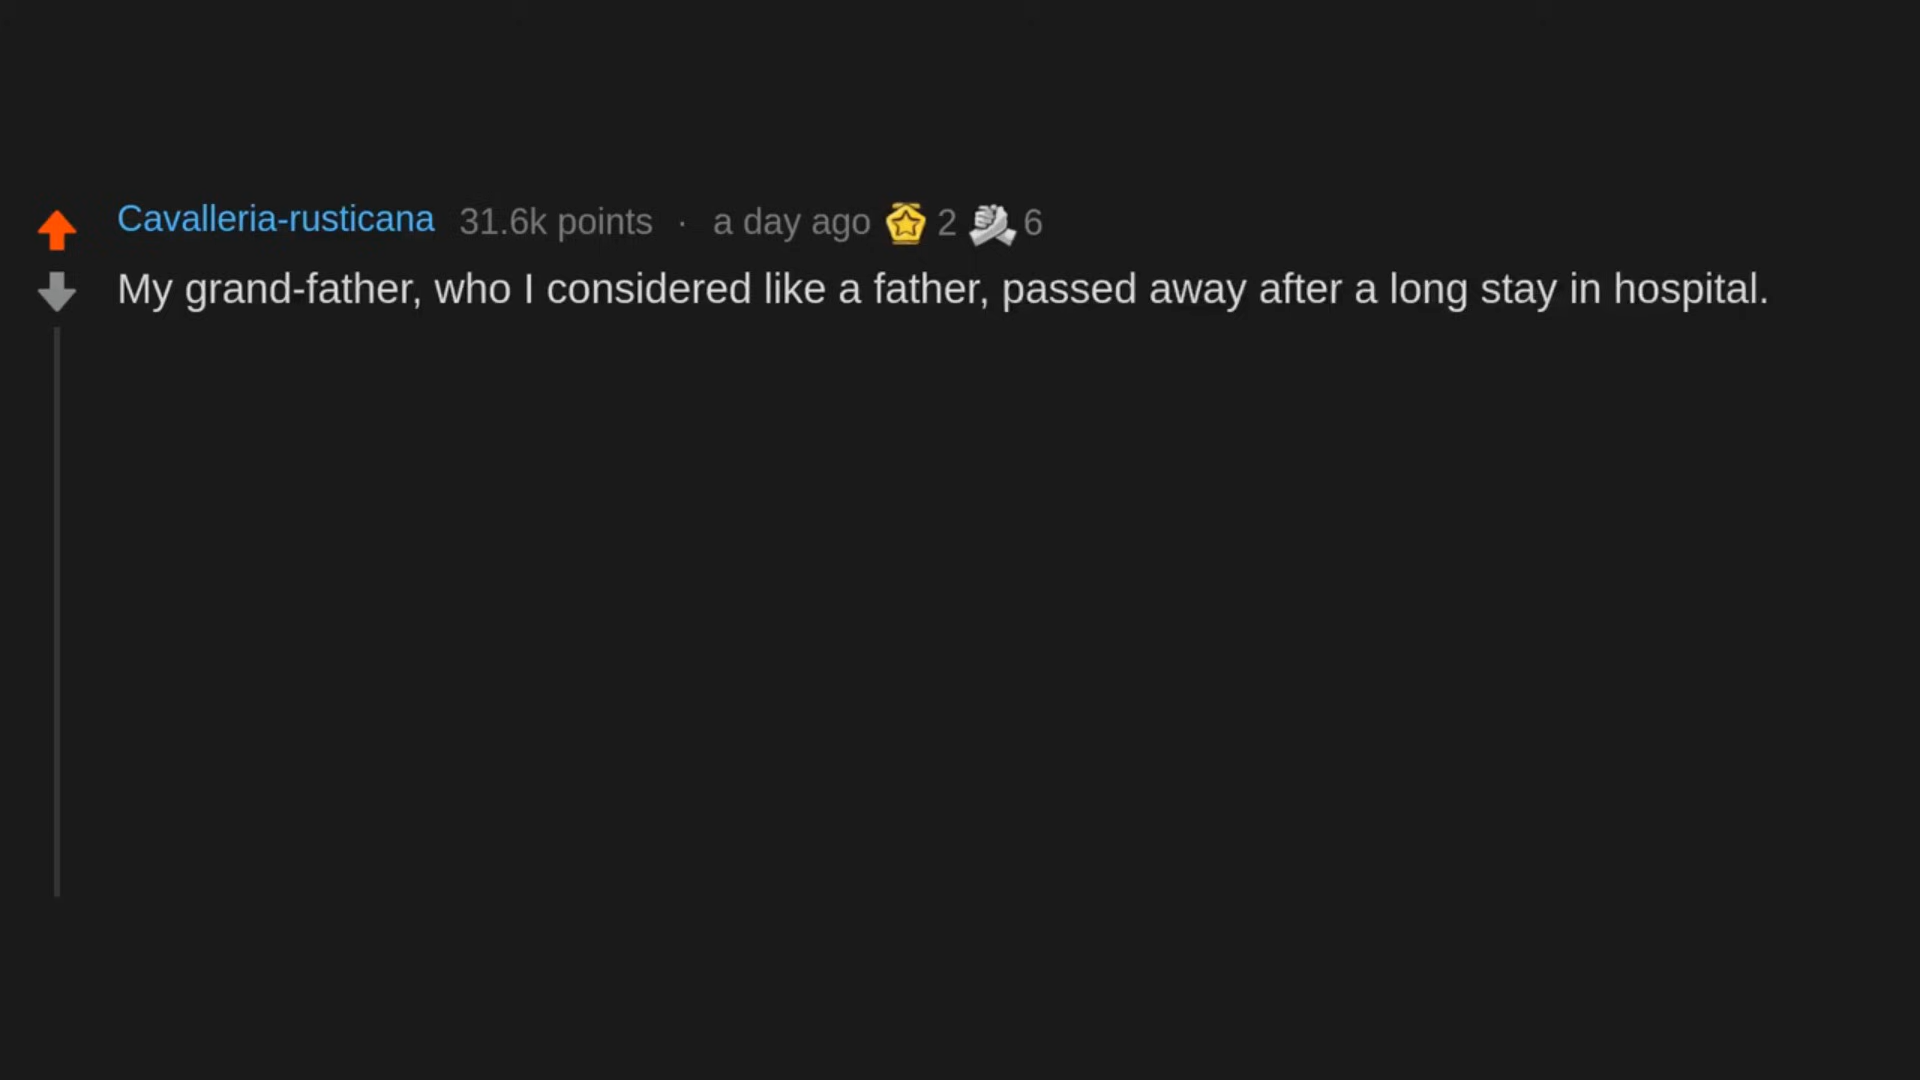 Cavalleria-rusticana 31.6k points · a day ago 2 6
My grand-father, who I considered like a father, passed away after a long stay in hospital.